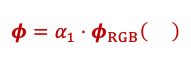 ϕ = α₁ · ϕ_RGB( )